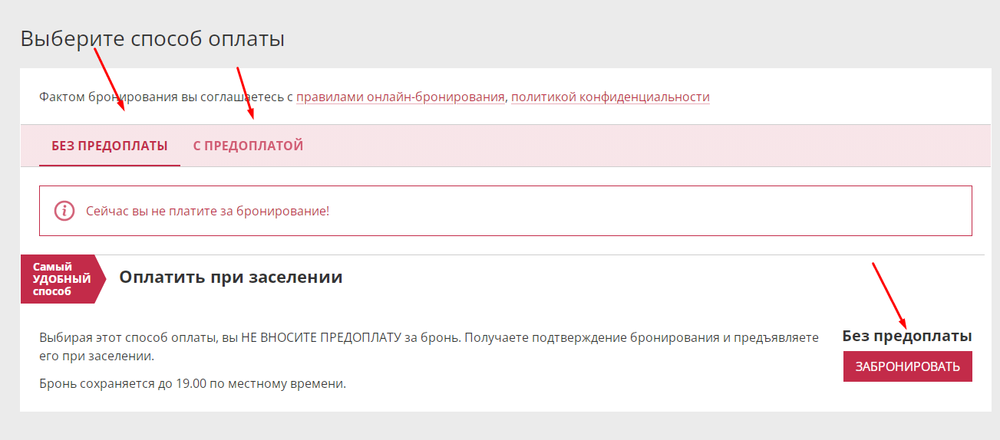 Выберите способ оплаты
Фактом бронирования вы соглашаетесь с правилами онлайн-бронирования, политикой конфиденциальности
БЕЗ ПРЕДОПЛАТЫ С ПРЕДОПЛАТОЙ
Сейчас вы не платите за бронирование!
Самый
УДОБНЫЙ
способ
Оплатить при заселении
Выбирая этот способ оплаты, вы НЕ ВНОСИТЕ ПРЕДОПЛАТУ за бронь. Получаете подтверждение бронирования и предъявляете
его при заселении.
Бронь сохраняется до 19.00 по местному времени.
Без предоплаты
ЗАБРОНИРОВАТЬ